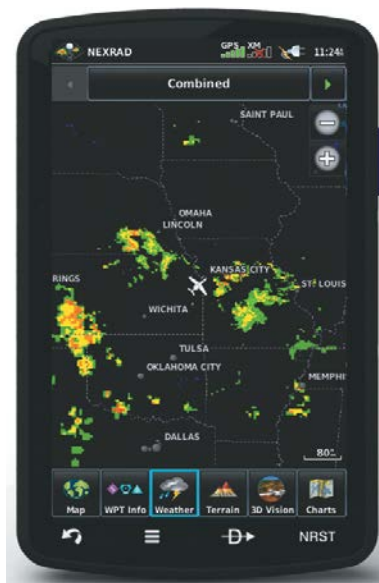 NEXRAD GPS XM 11:24
Combined
SAINT PAUL
OMAHA
LINCOLN
KANSAS CITY
RINGS
ST. LOUIS
WICHITA
TULSA
OKLAHOMA CITY
MEMPHI
DALLAS
80
Map WPT Info Weather Terrain 3D Vision Charts
D
NRST